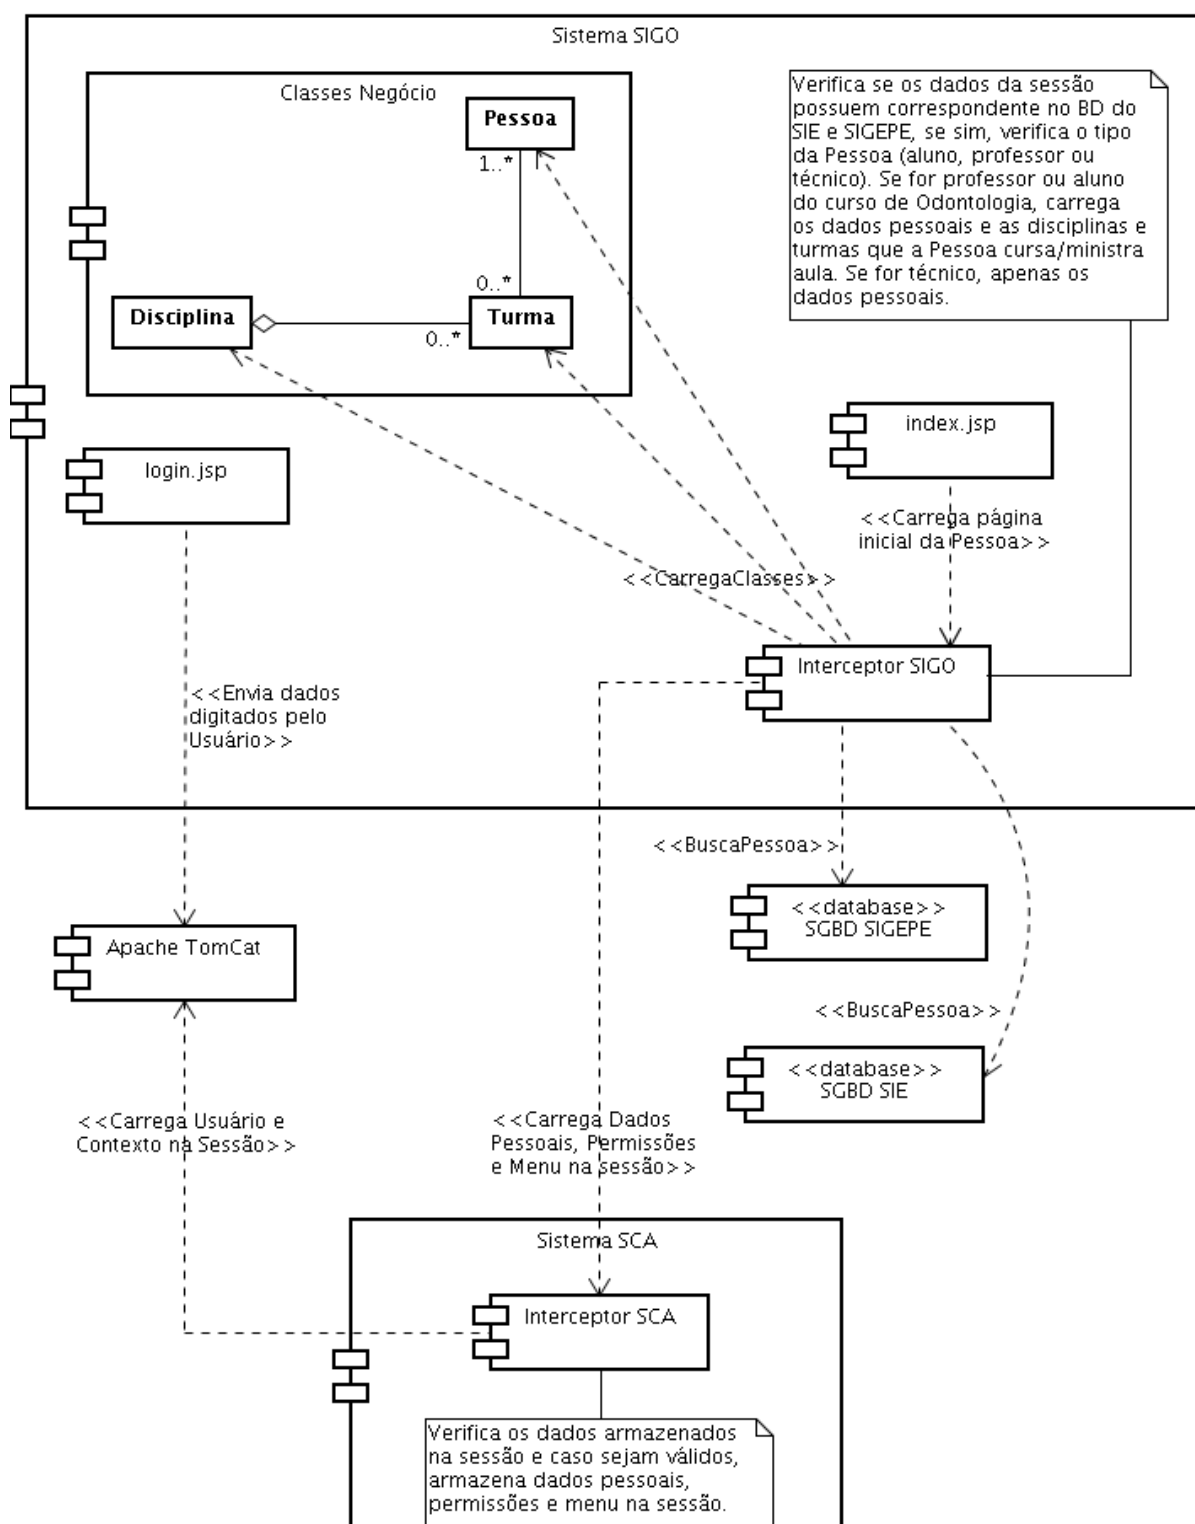 Sistema SIGO
Classes Negócio
Pessoa
1..*
0..*
Disciplina
0..*
Turma
Verifica se os dados da sessão
possuem correspondente no BD do
SIE e SIGEPE, se sim, verifica o tipo
da Pessoa (aluno, professor ou
técnico). Se for professor ou aluno
do curso de Odontologia, carrega
os dados pessoais e as disciplinas e
turmas que a Pessoa cursa/ministra
aula. Se for técnico, apenas os
dados pessoais.
index.jsp
login.jsp
<<Carrega página
inicial da Pessoa>>
<<CarregaClasses>>
Interceptor SIGO
<<Envia dados
digitados pelo
Usuário>>
<<BuscaPessoa>>
<<database>>
SGBD SIGEPE
Apache TomCat
<<BuscaPessoa>>
<<database>>
SGBD SIE
<<Carrega Usuário e
Contexto na Sessão>>
<<Carrega Dados
Pessoais, Permissões
e Menu na sessão>>
Sistema SCA
Interceptor SCA
Verifica os dados armazenados
na sessão e caso sejam válidos,
armazena dados pessoais,
permissões e menu na sessão.